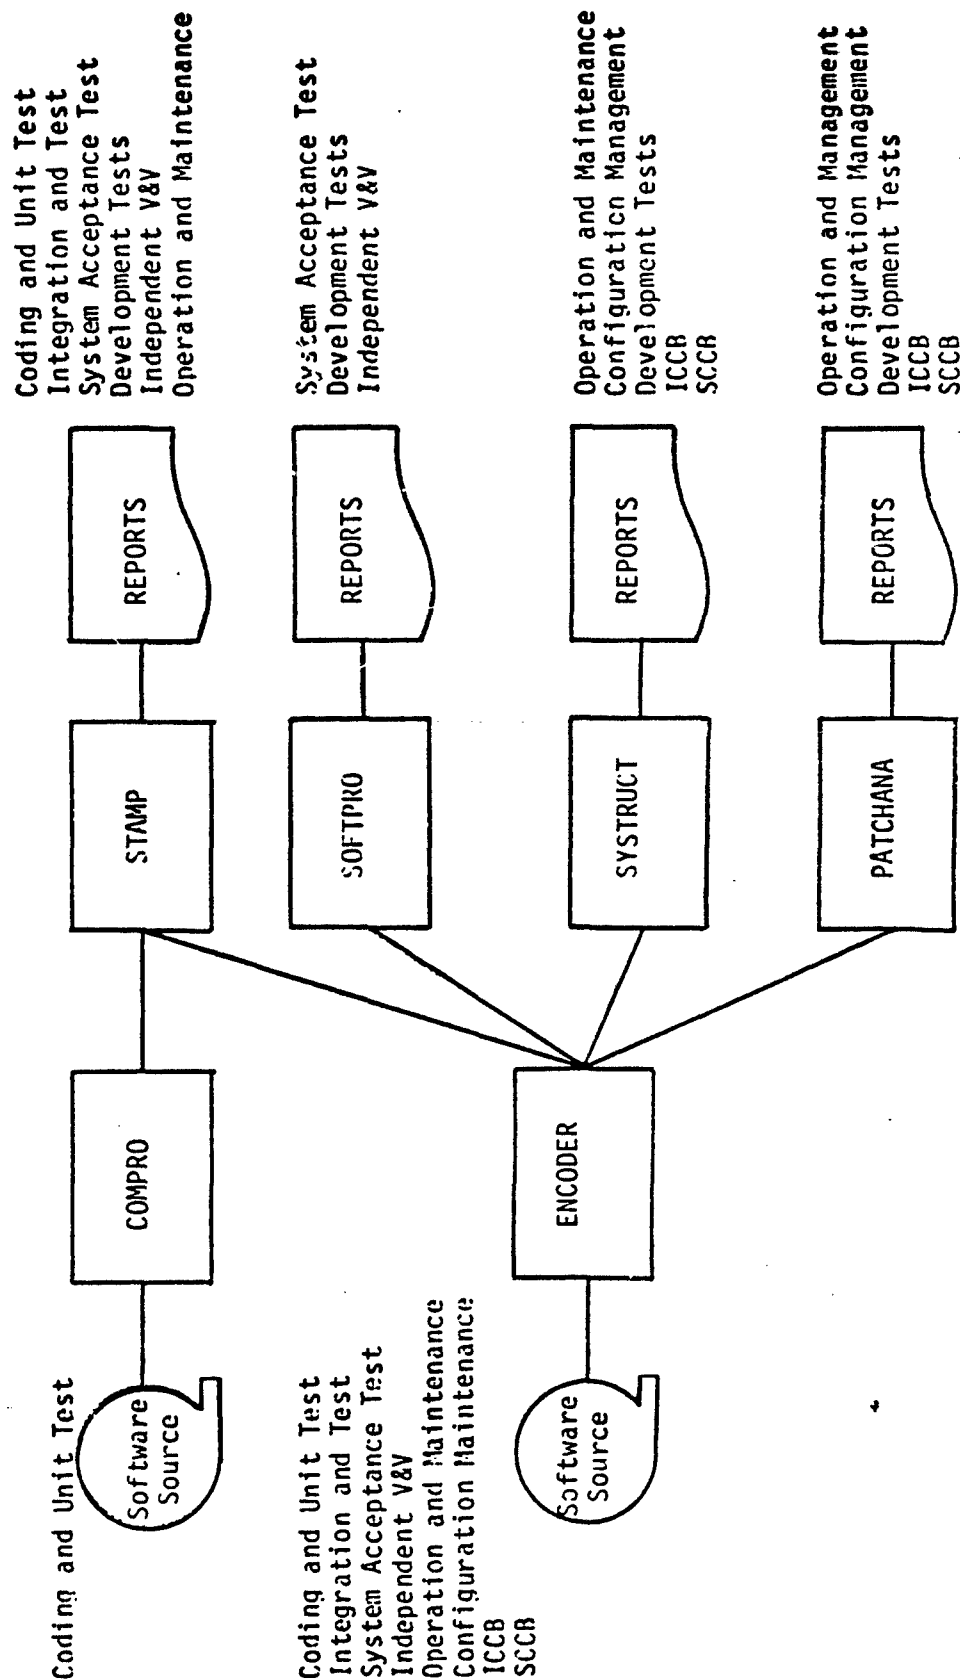 Coding and Unit Test
Software
Source
COMPRO
STAMP
REPORTS
Coding and Unit Test
Integration and Test
System Acceptance Test
Development Tests
Independent V&V
Operation and Maintenance
Coding and Unit Test
Integration and Test
System Acceptance Test
Independent V&V
Operation and Maintenance
Configuration Maintenance
ICCB
SCCB
Software
Source
ENCODER
SOFTPRO
REPORTS
System Acceptance Test
Development Tests
Independent V&V
SYSTRUCT
REPORTS
Operation and Maintenance
Configuration Management
Development Tests
ICCB
SCCB
PATCHANA
REPORTS
Operation and Management
Configuration Management
Development Tests
ICCB
SCCB